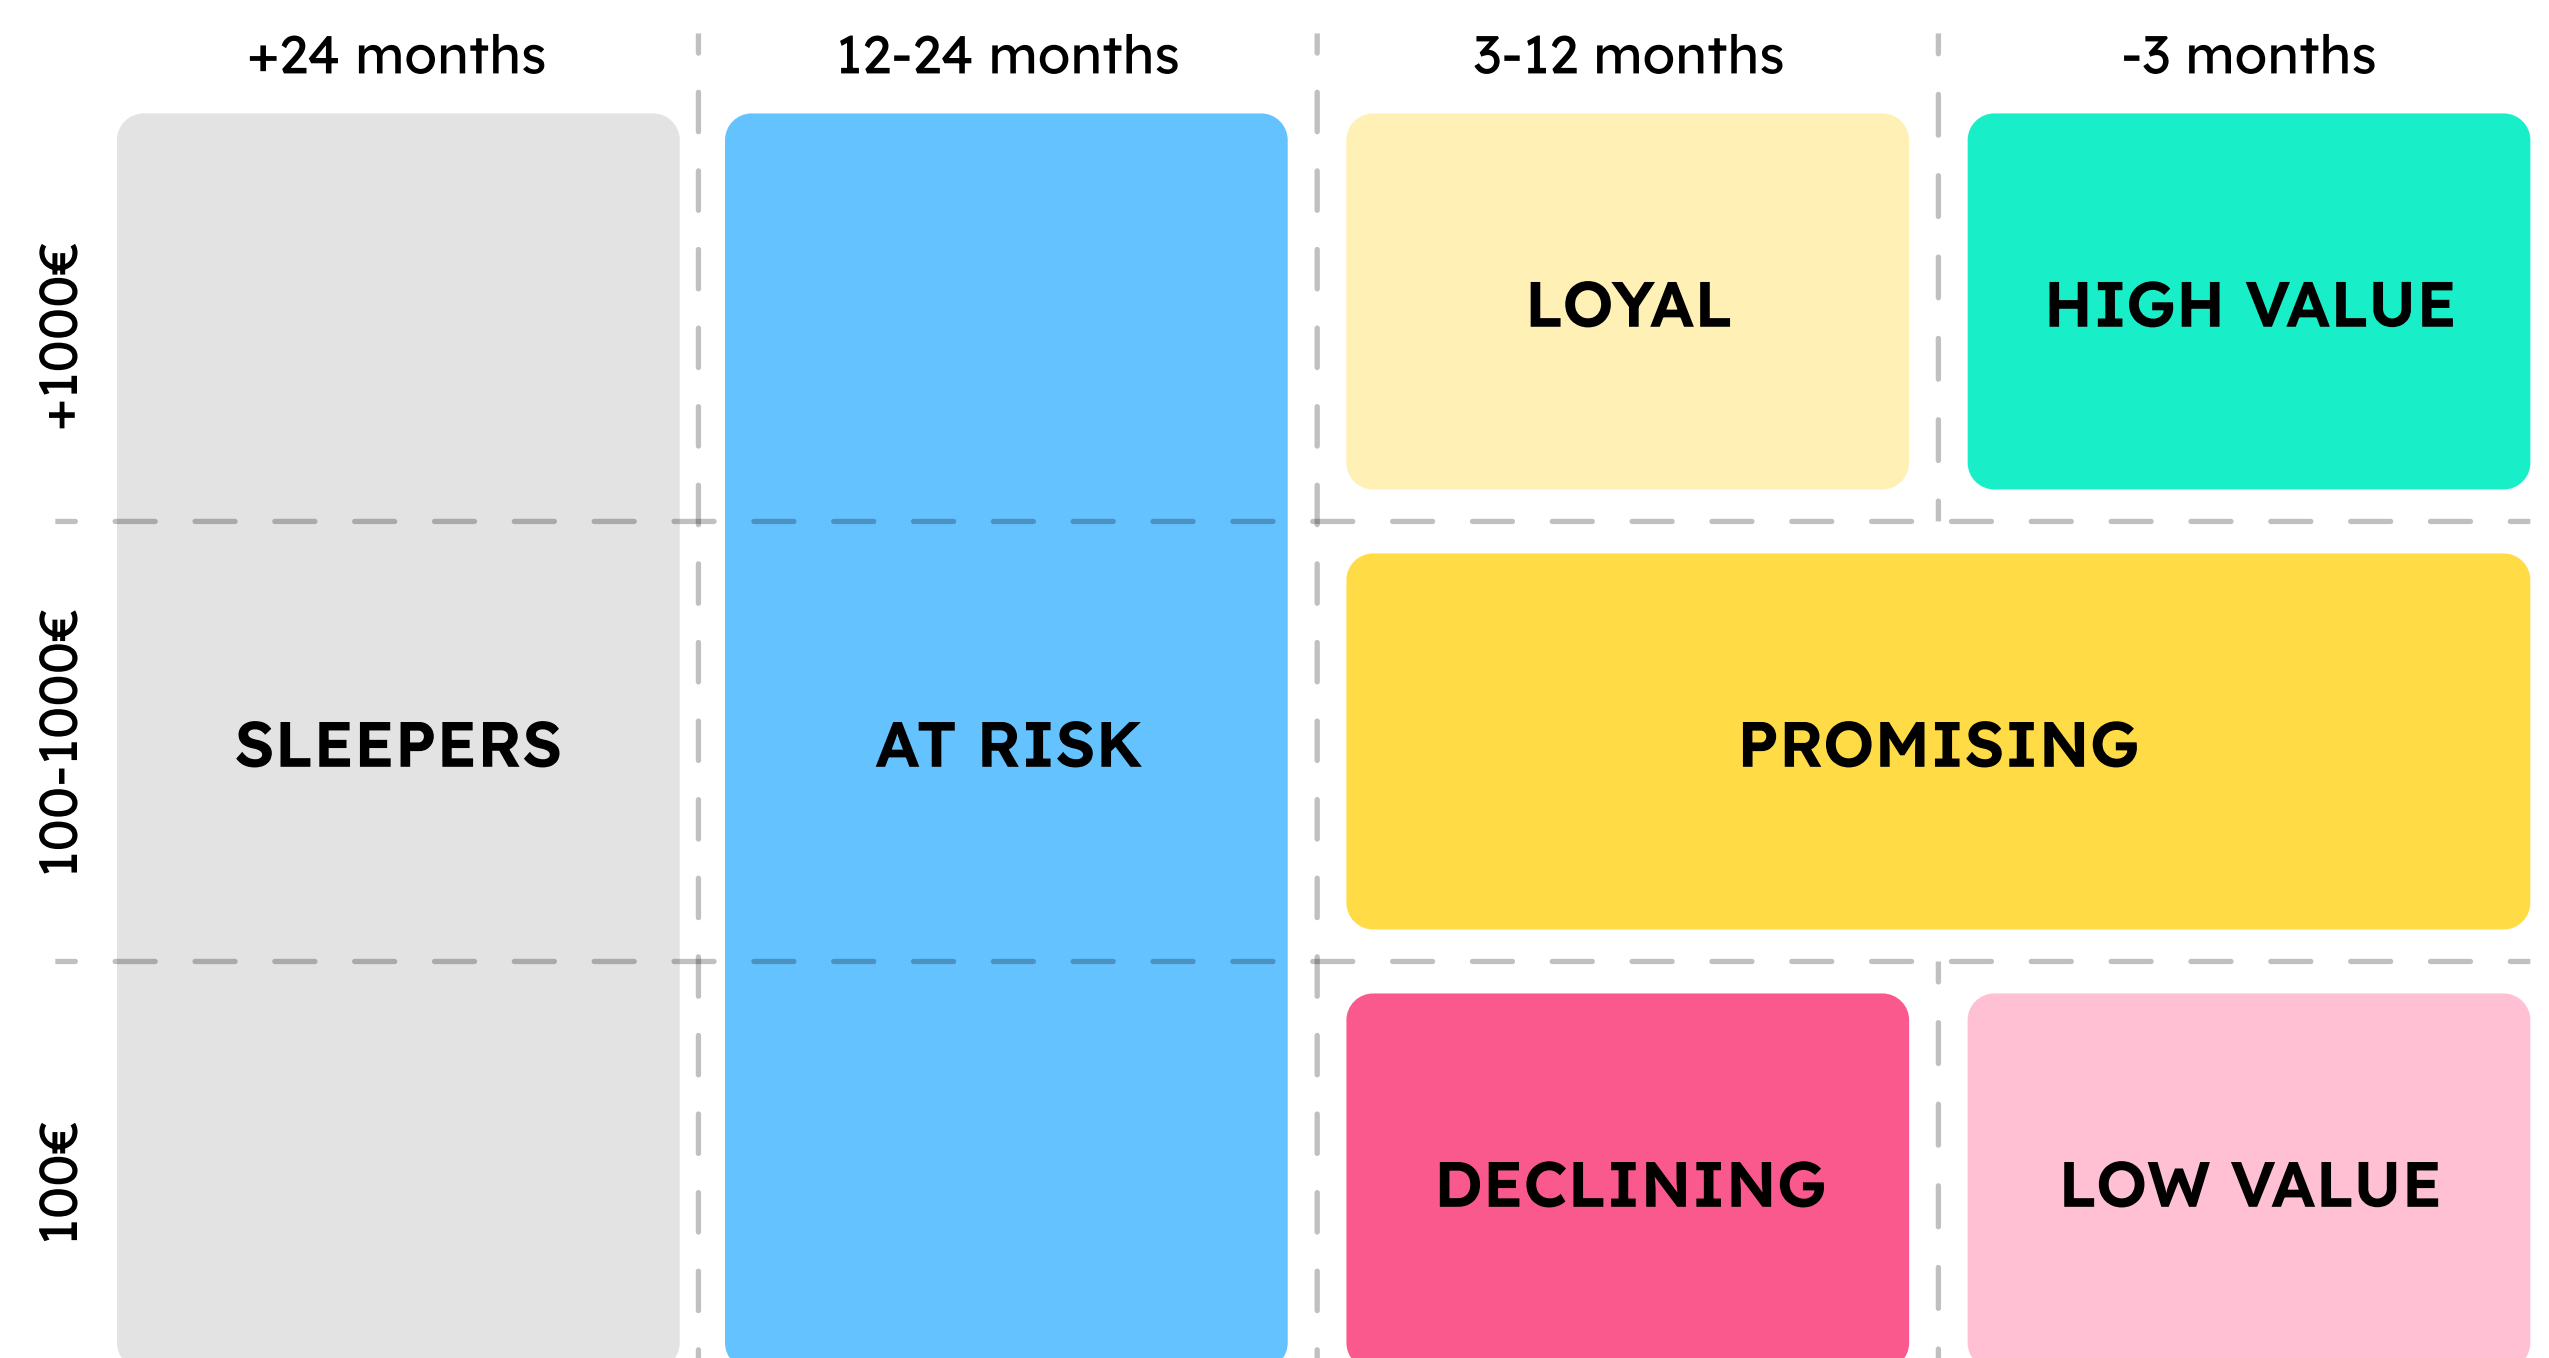 +24 months
12-24 months
3-12 months
-3 months
+1000€
LOYAL
HIGH VALUE
100-1000€
SLEEPERS
AT RISK
PROMISING
100€
DECLINING
LOW VALUE